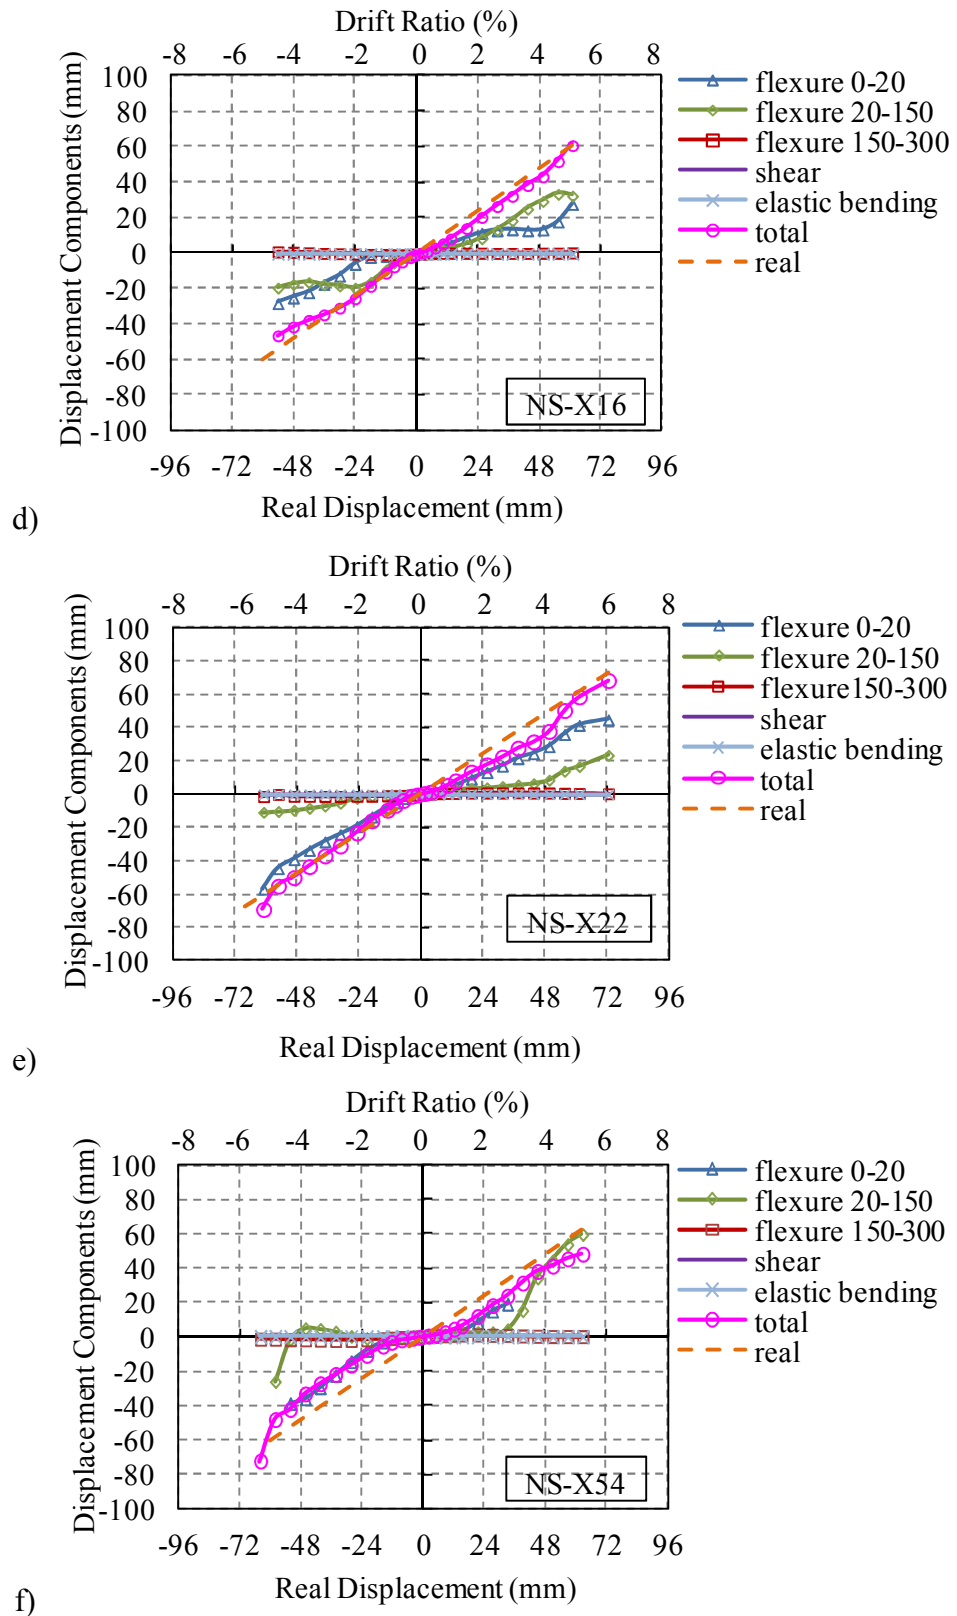 Drift Ratio (%)
-8 -6 -4 -2 0 2 4 6 8
100
80
60
40
20
0
-20
-40
-60
-80
-100
Displacement Components (mm)
flexure 0-20
flexure 20-150
flexure 150-300
shear
elastic bending
total
real
NS-X16
-96 -72 -48 -24 0 24 48 72 96
Real Displacement (mm)
d)
Drift Ratio (%)
-8 -6 -4 -2 0 2 4 6 8
100
80
60
40
20
0
-20
-40
-60
-80
-100
Displacement Components (mm)
flexure 0-20
flexure 20-150
flexure150-300
shear
elastic bending
total
real
NS-X22
-96 -72 -48 -24 0 24 48 72 96
Real Displacement (mm)
e)
Drift Ratio (%)
-8 -6 -4 -2 0 2 4 6 8
100
80
60
40
20
0
-20
-40
-60
-80
-100
Displacement Components (mm)
flexure 0-20
flexure 20-150
flexure 150-300
shear
elastic bending
total
real
NS-X54
-96 -72 -48 -24 0 24 48 72 96
Real Displacement (mm)
f)